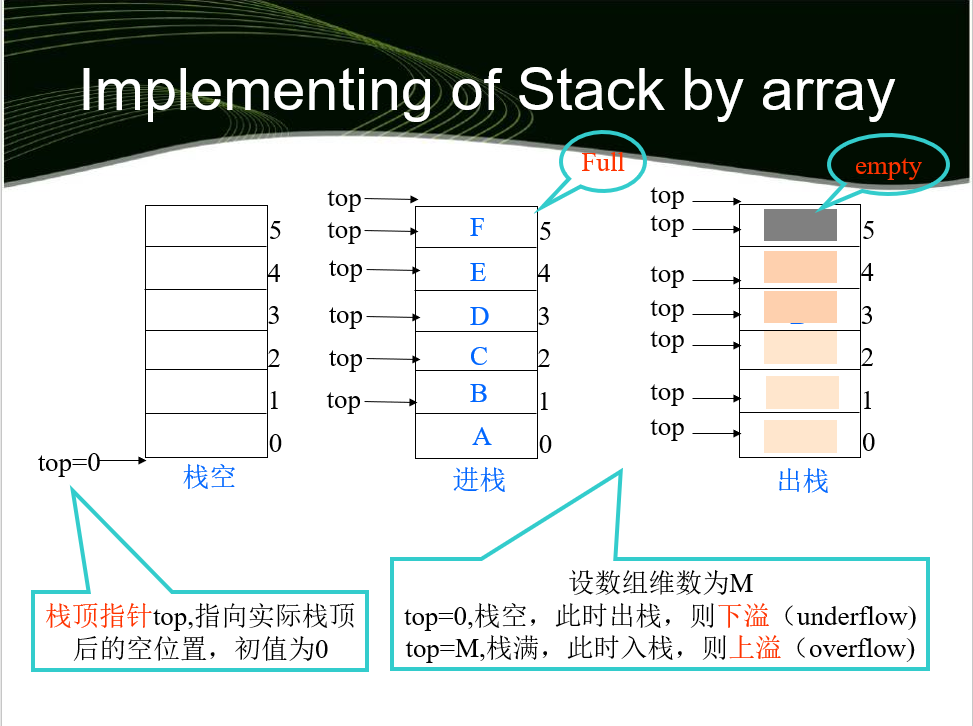 Implementing of Stack by array
Full
empty
top
top
top
top
top
top
top
top
top
top
top
top
top
5
4
3
2
1
0
F
E
D
C
B
A
5
4
3
2
1
0
5
4
3
2
1
0
top=0
栈空
进栈
出栈
栈顶指针top,指向实际栈顶
后的空位置，初值为0
设数组维数为M
top=0,栈空，此时出栈，则下溢（underflow)
top=M,栈满，此时入栈，则上溢（overflow)